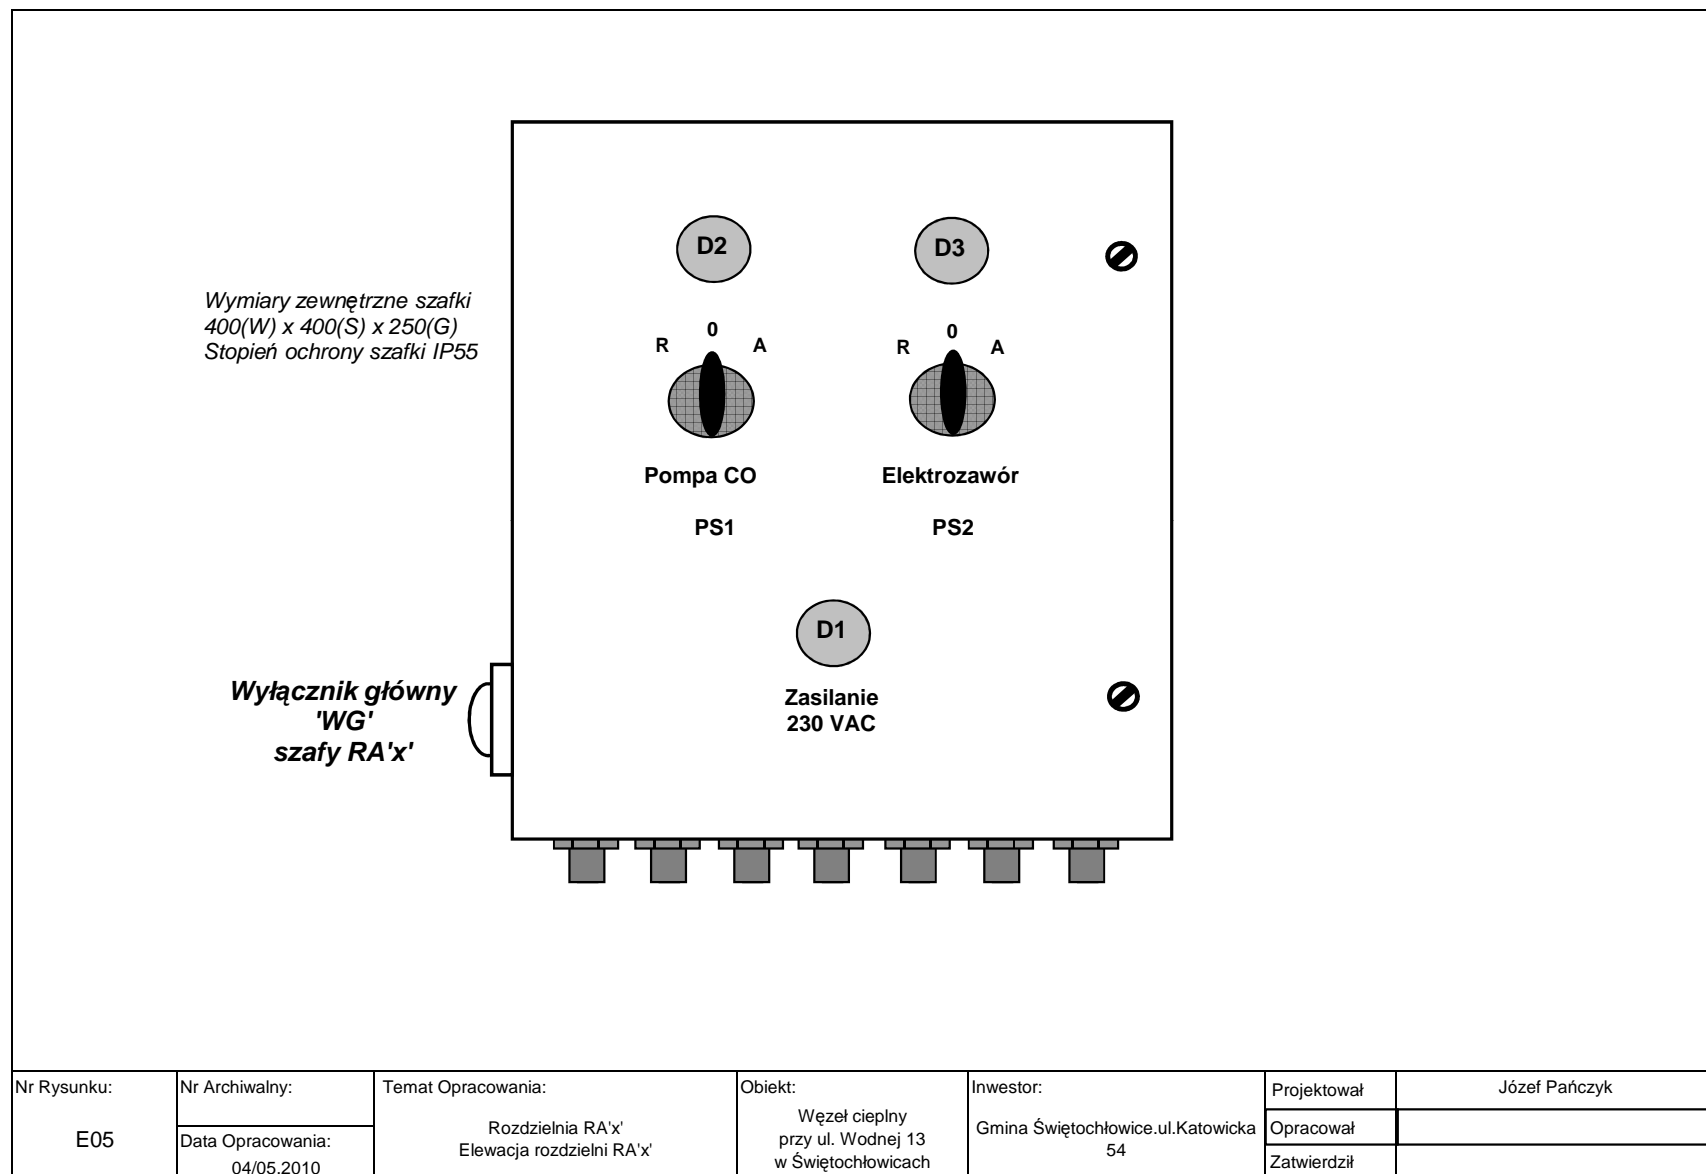 D2
D3
Wymiary zewnętrzne szafki
400(W) x 400(S) x 250(G)
Stopień ochrony szafki IP55
R 0 A
R 0 A
Pompa CO
Elektrozawór
PS1
PS2
D1
Zasilanie
230 VAC
Wyłącznik główny
'WG'
szafy RA'x'
Nr Rysunku:
E05
Nr Archiwalny:
Data Opracowania:
04/05.2010
Temat Opracowania:
Rozdzielnia RA'x'
Elewacja rozdzielni RA'x'
Obiekt:
Węzeł cieplny
przy ul. Wodnej 13
w Świętochłowicach
Inwestor:
Gmina Świętochłowice.ul.Katowicka
54
Projektował
Józef Pańczyk
Opracował
Zatwierdził